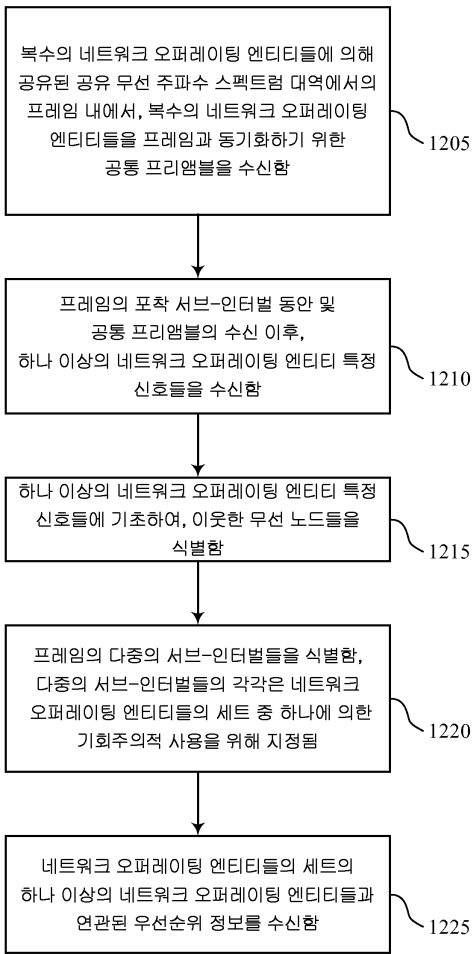 복수의 네트워크 오퍼레이팅 엔티티들에 의해
공유된 공유 무선 주파수 스펙트럼 대역에서의
프레임 내에서, 복수의 네트워크 오퍼레이팅
엔티티들을 프레임과 동기화하기 위한
공통 프리앰블을 수신함
1205
프레임의 포착 서브-인터벌 동안 및
공통 프리앰블의 수신 이후,
하나 이상의 네트워크 오퍼레이팅 엔티티 특정
신호들을 수신함
1210
하나 이상의 네트워크 오퍼레이팅 엔티티 특정
신호들에 기초하여, 이웃한 무선 노드들을
식별함
1215
프레임의 다중의 서브-인터벌들을 식별함,
다중의 서브-인터벌들의 각각은 네트워크
오퍼레이팅 엔티티들의 세트 중 하나에 의한
기회주의적 사용을 위해 지정됨
1220
네트워크 오퍼레이팅 엔티티들의 세트의
하나 이상의 네트워크 오퍼레이팅 엔티티들과
연관된 우선순위 정보를 수신함
1225